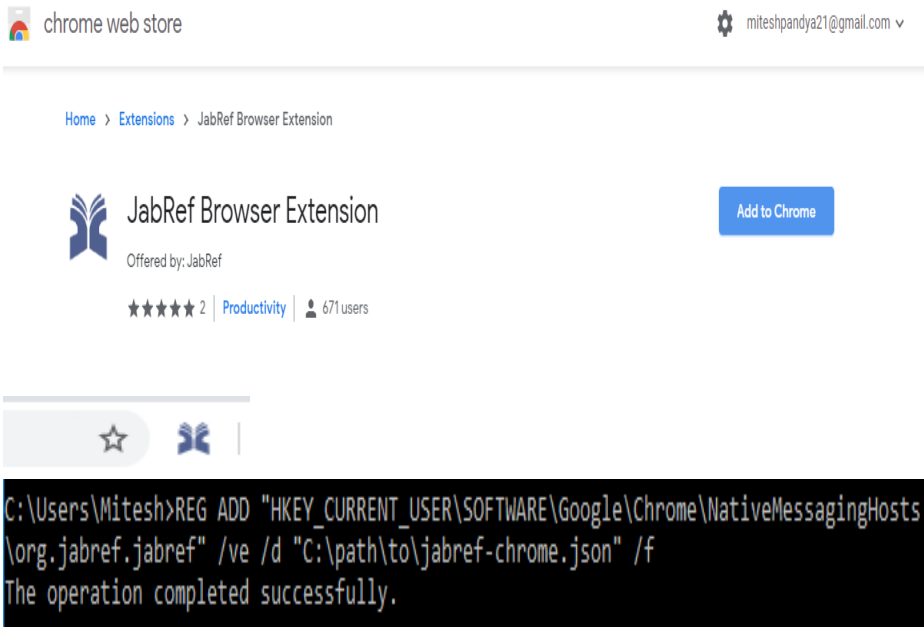 chrome web store
miteshpandya21@gmail.com
Home > Extensions > JabRef Browser Extension
JabRef Browser Extension
Add to Chrome
Offered by: JabRef
★★★★★ 2 | Productivity | 671 users
C:\Users\Mitesh>REG ADD "HKEY_CURRENT_USER\SOFTWARE\Google\Chrome\NativeMessagingHosts
\org.jabref.jabref" /ve /d "C:\path\to\jabref-chrome.json" /f
The operation completed successfully.